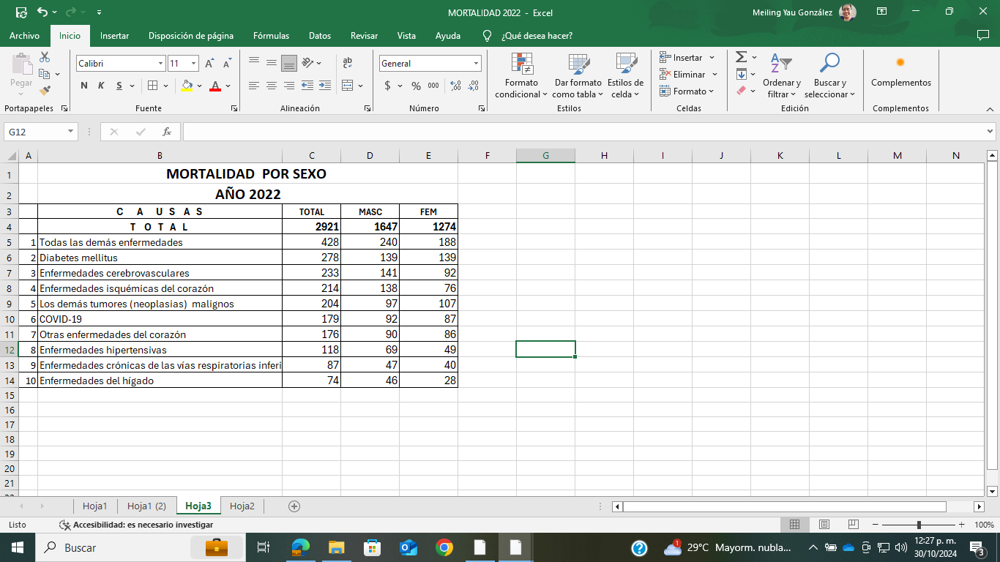 MORTALIDAD 2022 - Excel
Meiling Yau González
Archivo Inicio Insertar Disposición de página Fórmulas Datos Revisar Vista Ayuda ¿Qué desea hacer?
Pegar
Portapapeles
Calibri 11
N K S A
Fuente
ab
Alineación
General
$ % 000
Número
Formato condicional
Dar formato como tabla
Estilos de celda
Estilos
Insertar
Eliminar
Formato
Celdas
Ordenar y filtrar
Buscar y seleccionar
Edición
Complementos
Complementos
G12 fx
A B C D E F G H I J K L M N
1 MORTALIDAD POR SEXO
2 AÑO 2022
3 C A U S A S TOTAL MASC FEM
4 T O T A L 2921 1647 1274
5 1 Todas las demás enfermedades 428 240 188
6 2 Diabetes mellitus 278 139 139
7 3 Enfermedades cerebrovasculares 233 141 92
8 4 Enfermedades isquémicas del corazón 214 138 76
9 5 Los demás tumores (neoplasias) malignos 204 97 107
10 6 COVID-19 179 92 87
11 7 Otras enfermedades del corazón 176 90 86
12 8 Enfermedades hipertensivas 118 69 49
13 9 Enfermedades crónicas de las vías respiratorias inferi 87 47 40
14 10 Enfermedades del hígado 74 46 28
15
16
17
18
19
20
21
Hoja1 Hoja1 (2) Hoja3 Hoja2
Listo Accesibilidad: es necesario investigar 100%
Buscar
1 29°C Mayorm. nubla...
12:27 p. m.
30/10/2024
3